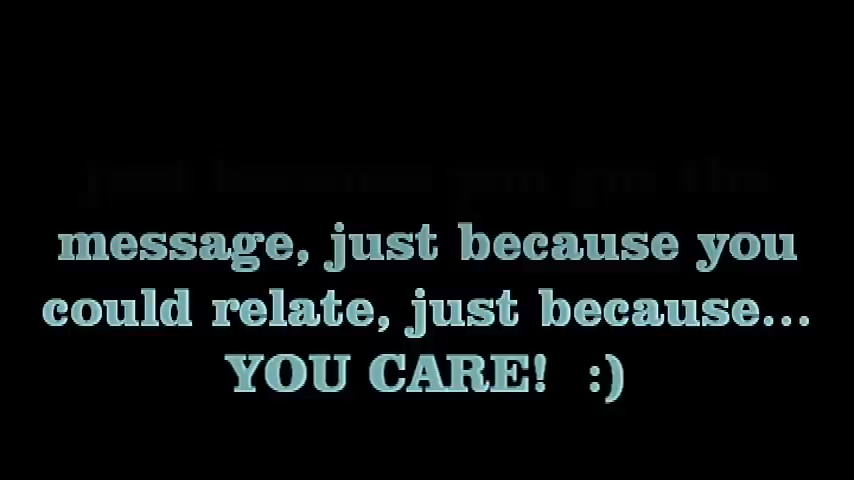 just because you got the
message, just because you
could relate, just because...
YOU CARE!  :)